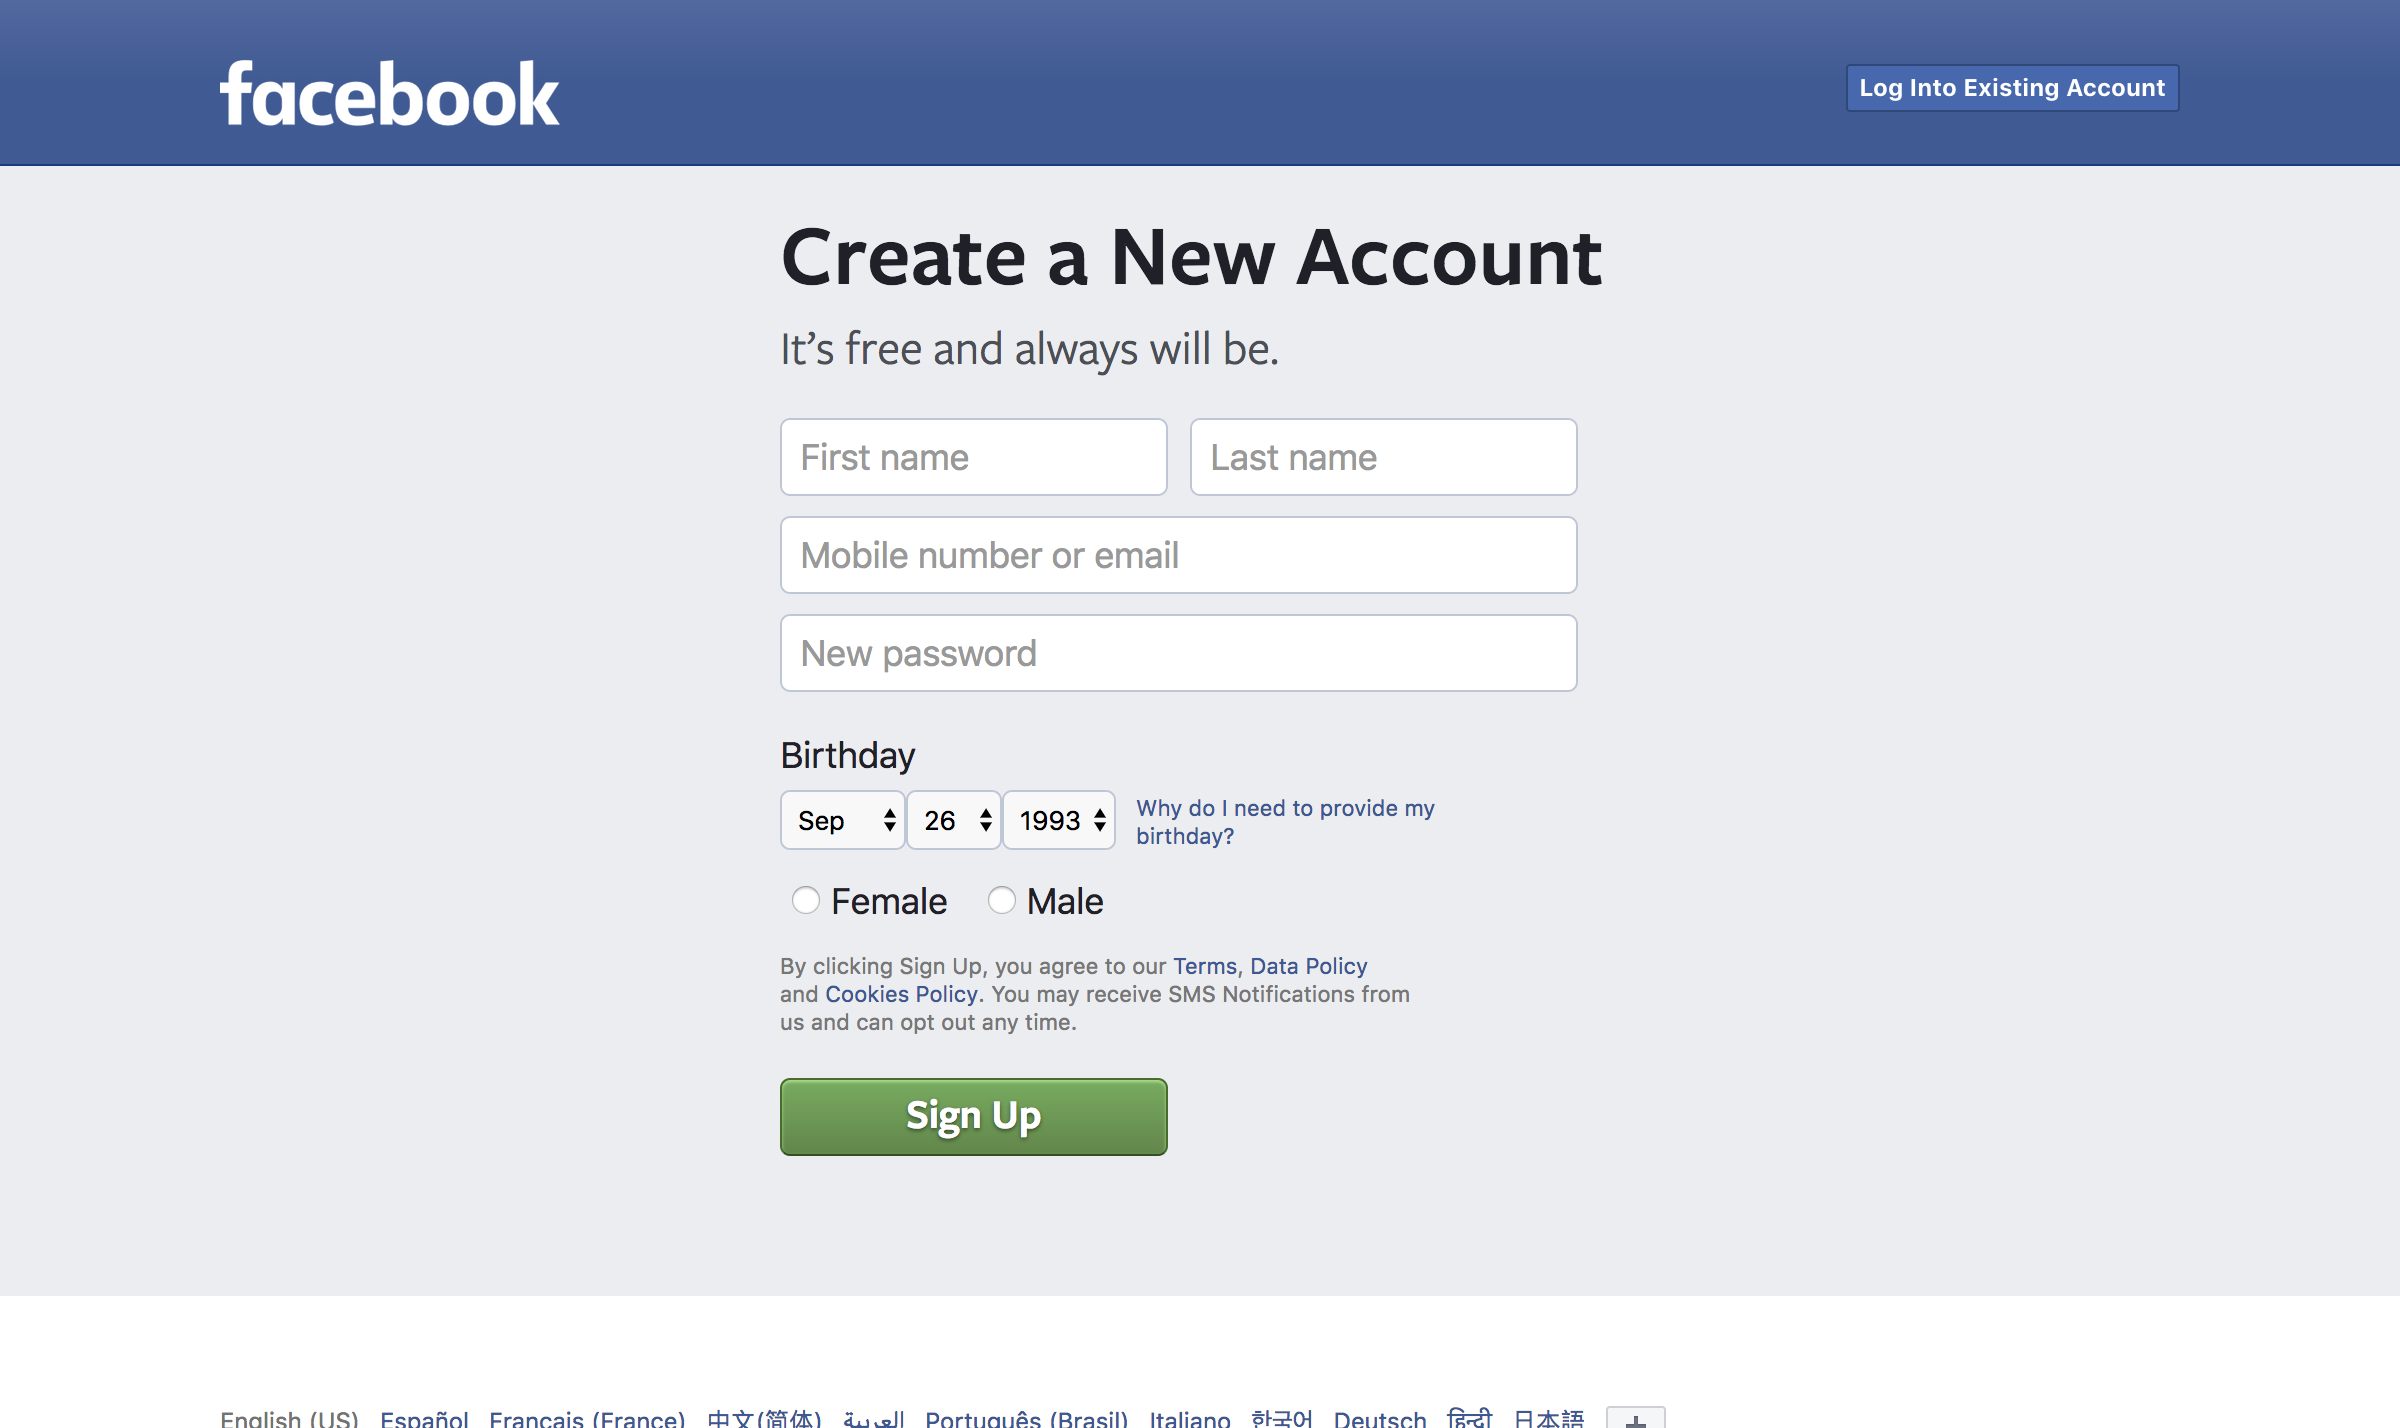 facebook
Log Into Existing Account
Create a New Account
It’s free and always will be.
First name
Last name
Mobile number or email
New password
Birthday
Sep 26 1993
Why do I need to provide my
birthday?
Female Male
By clicking Sign Up, you agree to our Terms, Data Policy
and Cookies Policy. You may receive SMS Notifications from
us and can opt out any time.
Sign Up
English (US) Español Français (France) 中文(简体) العربية Português (Brasil) Italiano 한국어 Deutsch हिन्दी 日本語 +